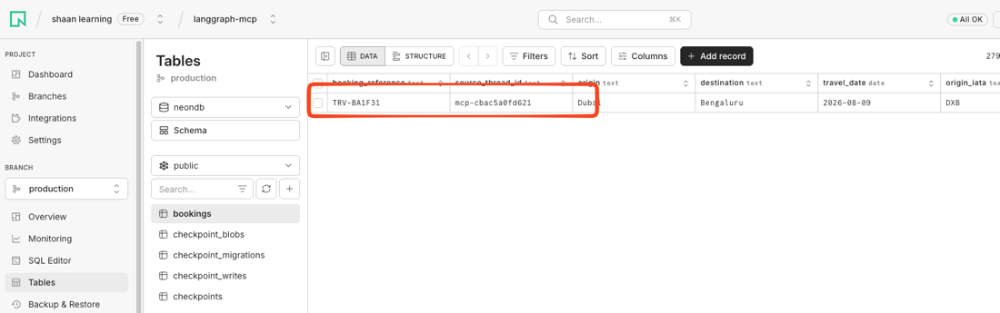 shaan learning Free langgraph-mcp Search... ⌘K All OK
PROJECT
Dashboard
Branches
Integrations
Settings
BRANCH
production
Overview
Monitoring
SQL Editor
Tables
Backup & Restore
Tables
production
neondb
Schema
public
Search...
bookings
checkpoint_blobs
checkpoint_migrations
checkpoint_writes
checkpoints
DATA STRUCTURE Filters Sort Columns Add record 279
booking_reference text source_thread_id text origin text destination text travel_date date origin_iata tex
TRV-BA1F31 mcp-cbac5a0fd621 Dubai Bengaluru 2026-08-09 DXB